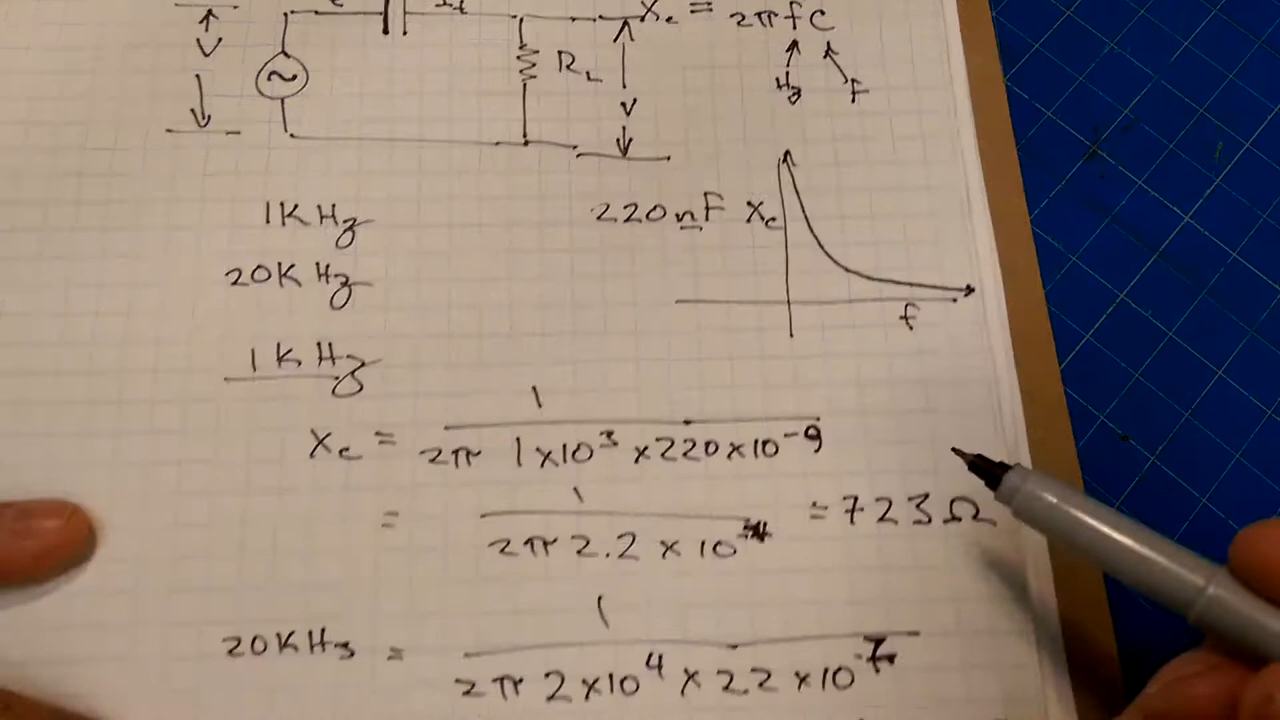 Xc = 2πfC
V
~
RL
V
Hz F
1KHz
220nF Xc
20KHz
f
1KHz
1
Xc = 2π 1×10³ ×220×10⁻⁹
1
= 2π 2.2 × 10 = 723Ω
1
20KHz = 2π 2×10⁴ × 2.2 × 10⁻⁷